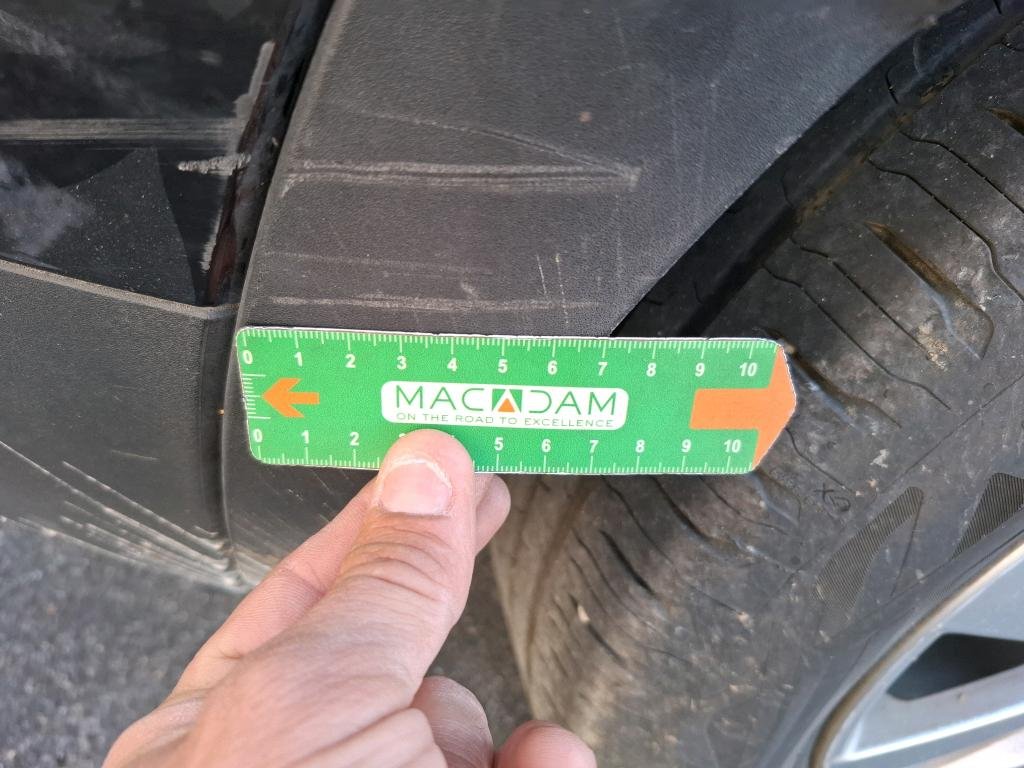 0 1 2 3 4 5 6 7 8 9 10
MACADAM
ON THE ROAD TO EXCELLENCE
0 1 2 5 6 7 8 9 10